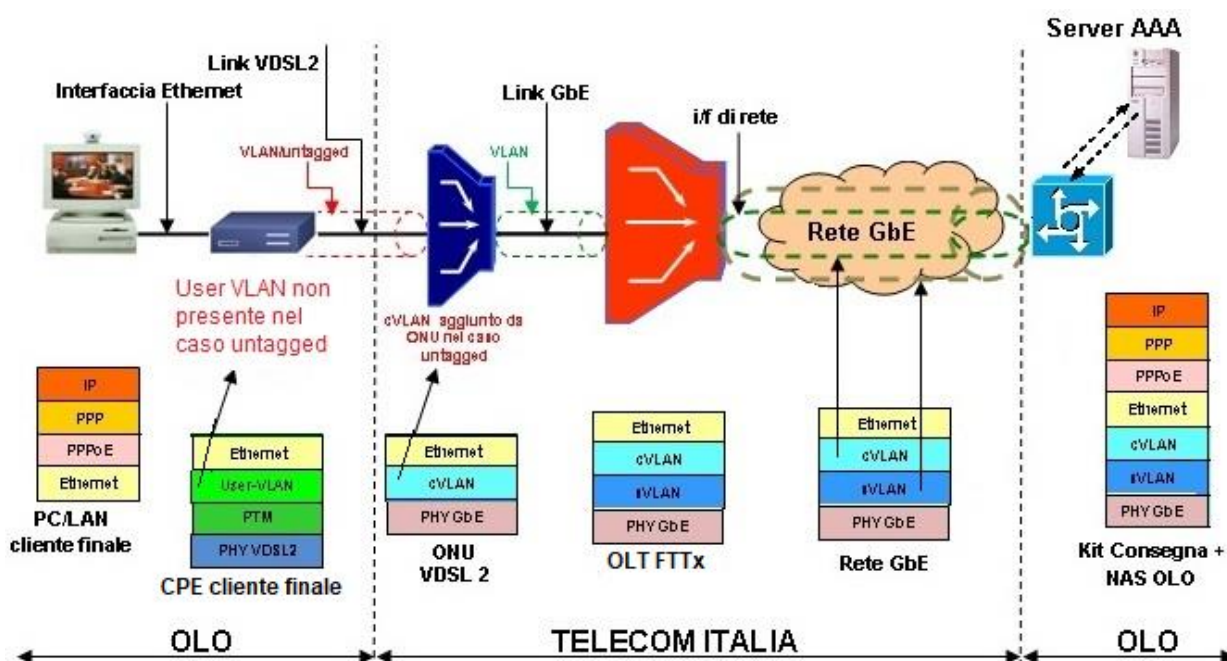 Server AAA
Link VDSL2
Interfaccia Ethernet
Link GbE
i/f di rete
VLAN/untagged
VLAN
Rete GbE
User VLAN non
presente nel
caso untagged
cVLAN aggiunto da
ONU nel caso
untagged
IP
PPP
PPPoE
Ethernet
PC/LAN
cliente finale
Ethernet
User-VLAN
PTM
PHY VDSL2
CPE cliente finale
Ethernet
cVLAN
PHY GbE
ONU
VDSL 2
Ethernet
cVLAN
sVLAN
PHY GbE
OLT FTTx
Ethernet
cVLAN
sVLAN
PHY GbE
Rete GbE
IP
PPP
PPPoE
Ethernet
cVLAN
sVLAN
PHY GbE
Kit Consegna +
NAS OLO
OLO
TELECOM ITALIA
OLO